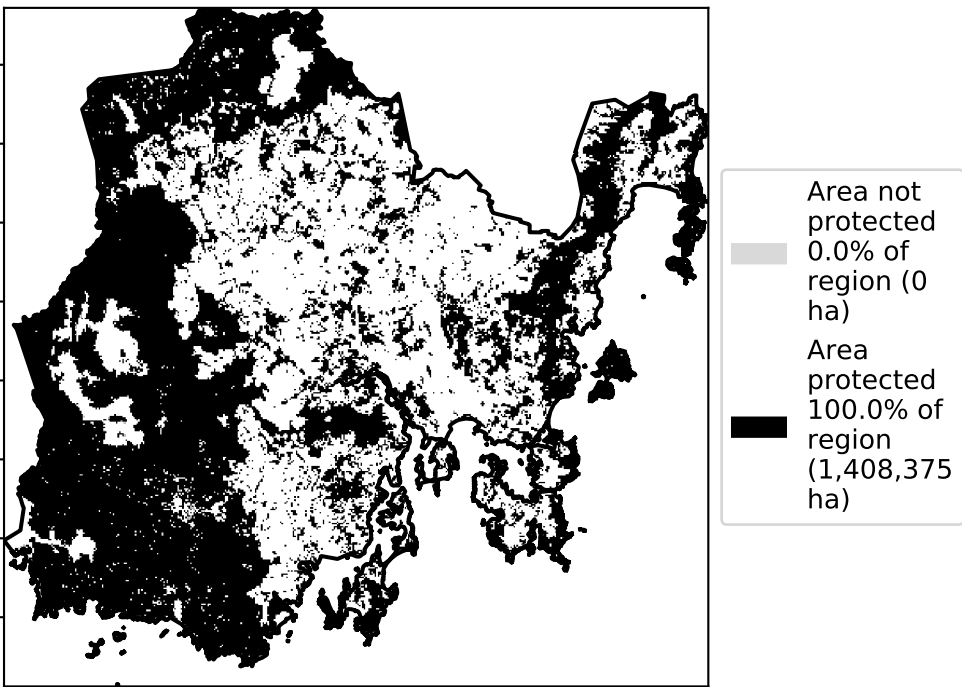 Area not
protected
0.0% of
region (0
ha)
Area
protected
100.0% of
region
(1,408,375
ha)